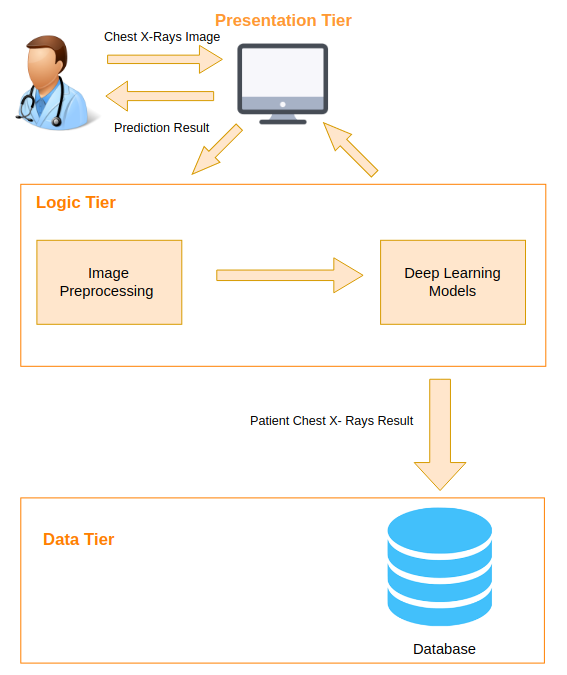 Presentation Tier
Chest X-Rays Image
Prediction Result
Logic Tier
Image
Preprocessing
Deep Learning
Models
Patient Chest X- Rays Result
Data Tier
Database